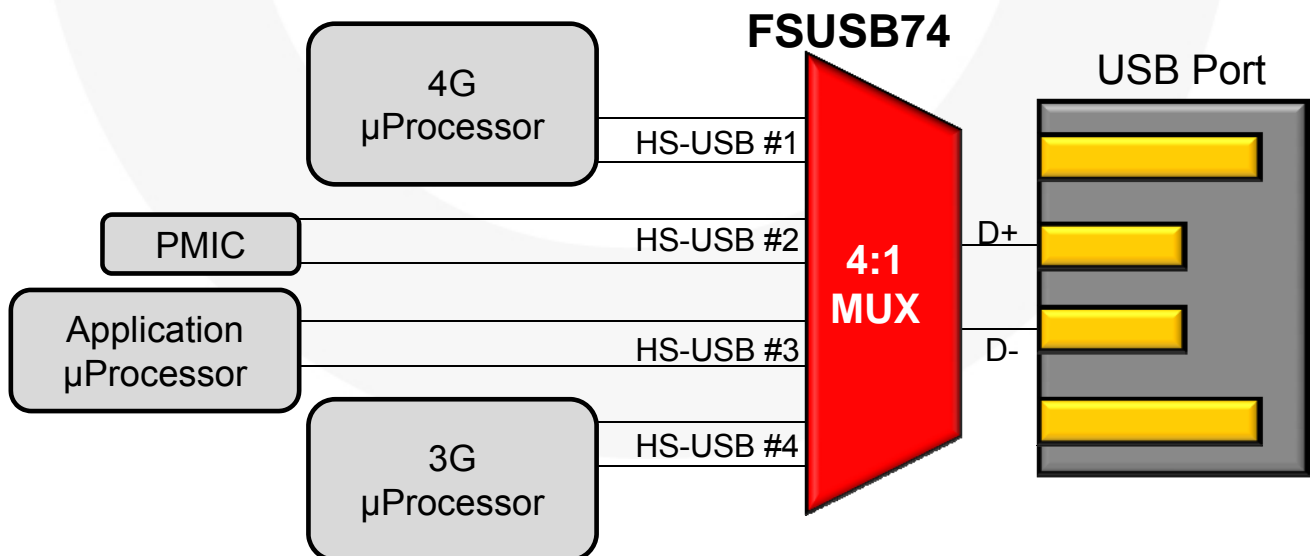 FSUSB74
USB Port
4G
µProcessor
HS-USB #1
PMIC
HS-USB #2
D+
4:1
MUX
Application
µProcessor
HS-USB #3
D-
3G
µProcessor
HS-USB #4